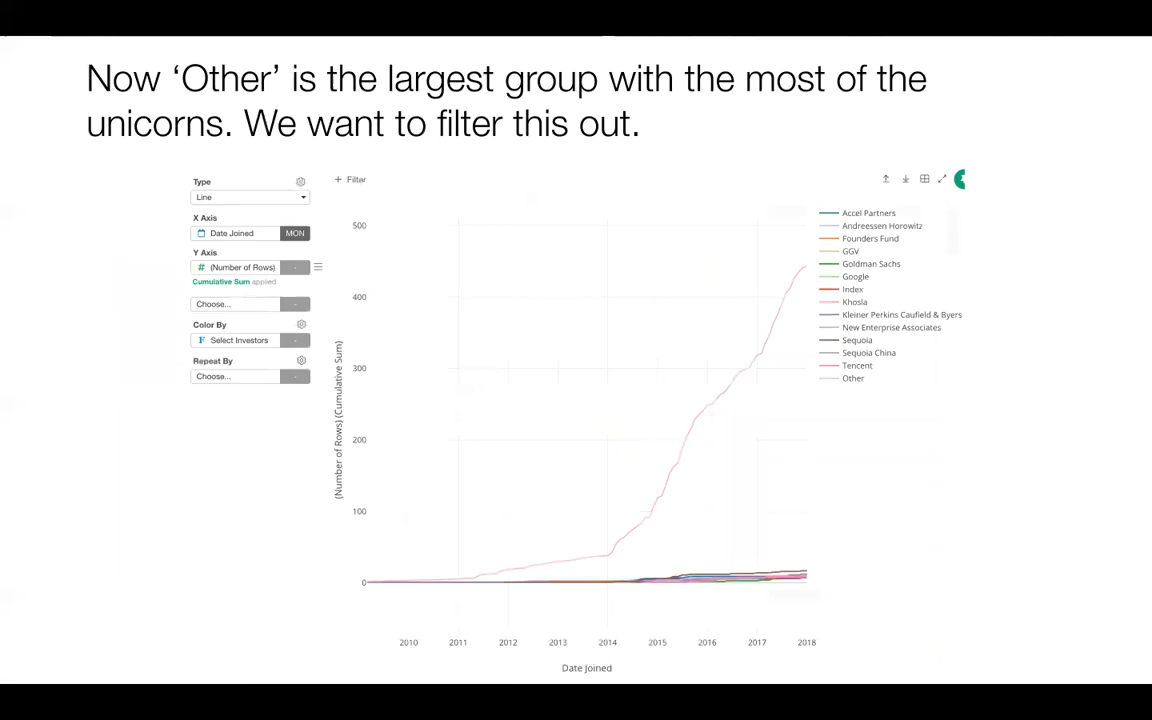 Now ‘Other’ is the largest group with the most of the
unicorns. We want to filter this out.
Type
Line
X Axis
Date Joined MON
Y Axis
# (Number of Rows) -
Cumulative Sum applied
Choose... -
Color By
F Select Investors -
Repeat By
Choose... -
+ Filter
500
400
300
200
100
0
(Number of Rows) (Cumulative Sum)
2010 2011 2012 2013 2014 2015 2016 2017 2018
Date Joined
Accel Partners
Andreessen Horowitz
Founders Fund
GGV
Goldman Sachs
Google
Index
Khosla
Kleiner Perkins Caufield & Byers
New Enterprise Associates
Sequoia
Sequoia China
Tencent
Other